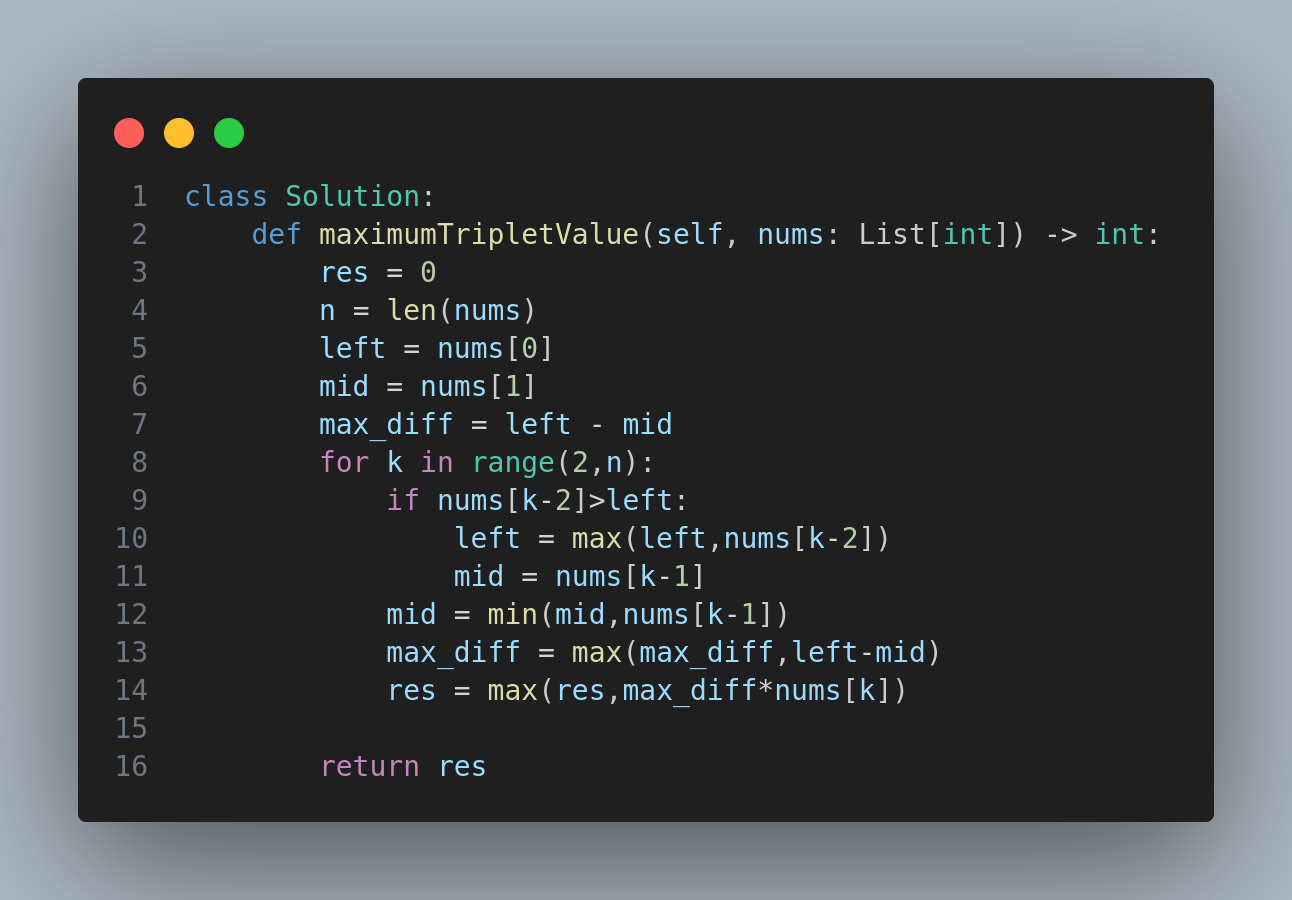 1 class Solution:
2     def maximumTripletValue(self, nums: List[int]) -> int:
3         res = 0
4         n = len(nums)
5         left = nums[0]
6         mid = nums[1]
7         max_diff = left - mid
8         for k in range(2,n):
9             if nums[k-2]>left:
10                 left = max(left,nums[k-2])
11                 mid = nums[k-1]
12             mid = min(mid,nums[k-1])
13             max_diff = max(max_diff,left-mid)
14             res = max(res,max_diff*nums[k])
15
16         return res